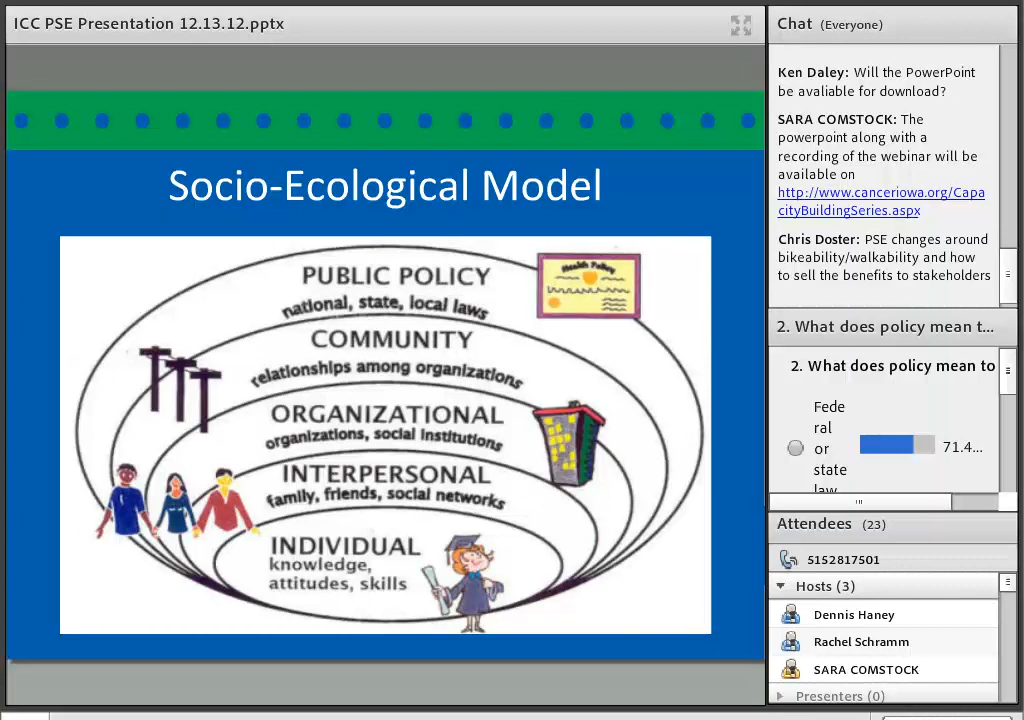 ICC PSE Presentation 12.13.12.pptx
Socio-Ecological Model
Health Policy
PUBLIC POLICY
national, state, local laws
COMMUNITY
relationships among organizations
ORGANIZATIONAL
organizations, social institutions
INTERPERSONAL
family, friends, social networks
INDIVIDUAL
knowledge,
attitudes, skills
Chat (Everyone)
Ken Daley: Will the PowerPoint
be avaliable for download?
SARA COMSTOCK: The
powerpoint along with a
recording of the webinar will be
available on
http://www.canceriowa.org/Capa
cityBuildingSeries.aspx
Chris Doster: PSE changes around
bikeability/walkability and how
to sell the benefits to stakeholders
2. What does policy mean t...
2. What does policy mean to
Fede
ral
or
state
law
71.4...
Attendees (23)
5152817501
Hosts (3)
Dennis Haney
Rachel Schramm
SARA COMSTOCK
Presenters (0)